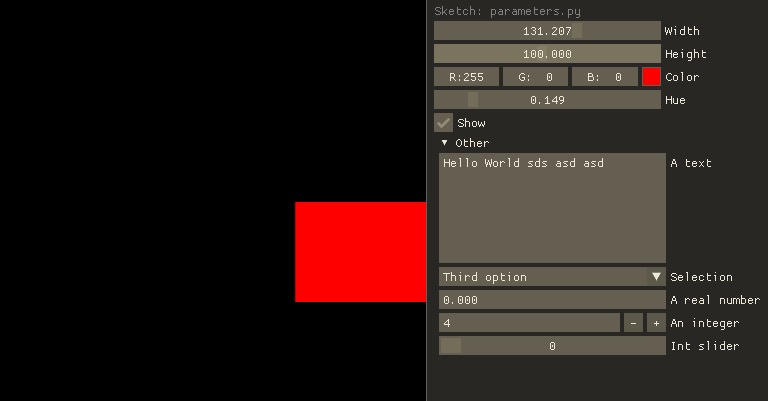 Sketch: parameters.py
131.207 Width
100.000 Height
R:255 G: 0 B: 0 Color
0.149 Hue
Show
Other
Hello World sds asd asd A text
Third option Selection
0.000 A real number
4 - + An integer
0 Int slider